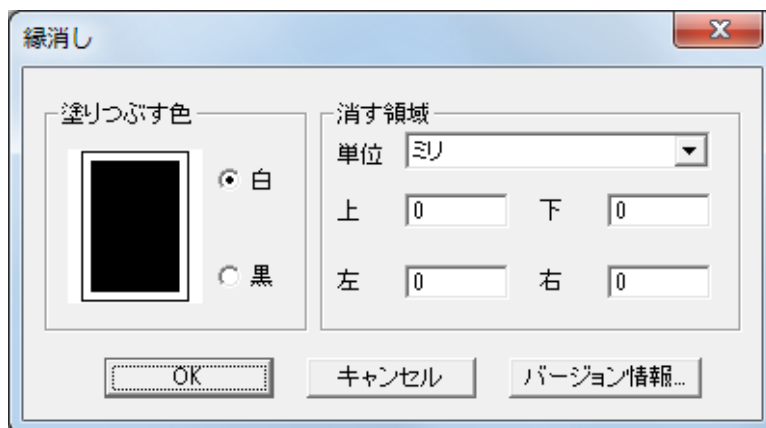 縁消し
塗りつぶす色
白
黒
消す領域
単位 ミリ
上 0 下 0
左 0 右 0
OK キャンセル バージョン情報...